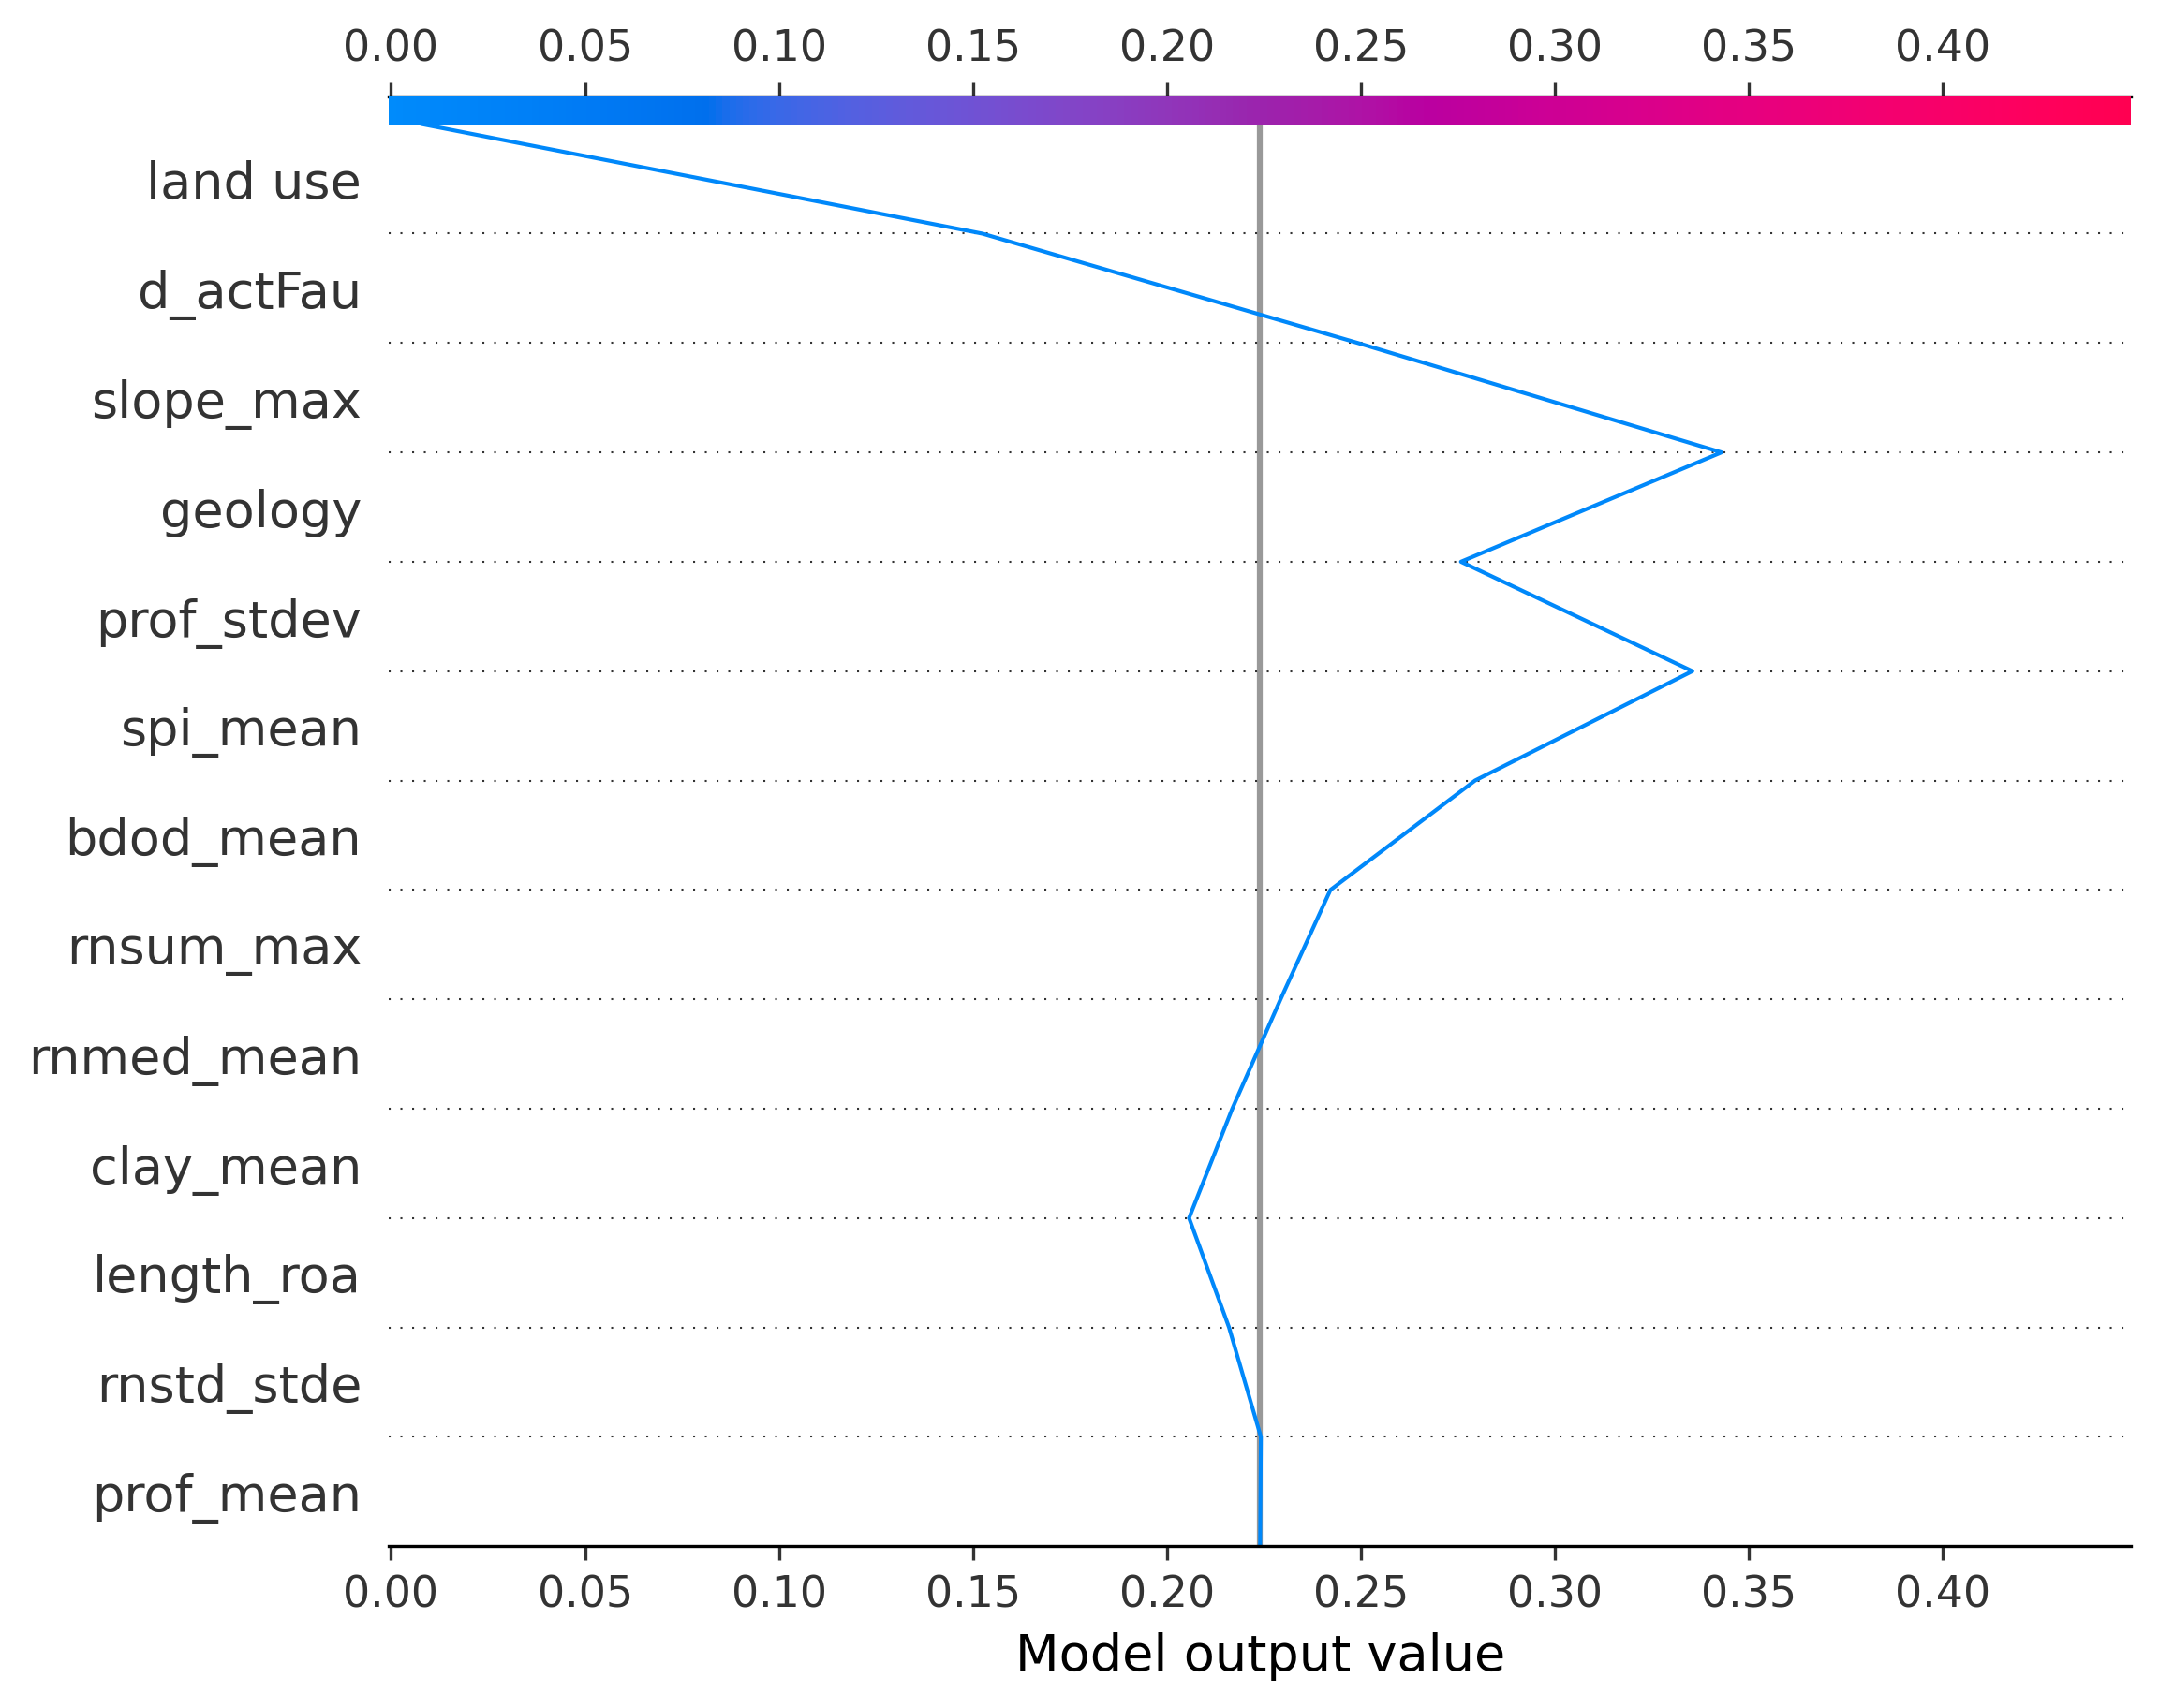 0.00 0.05 0.10 0.15 0.20 0.25 0.30 0.35 0.40
land use
d_actFau
slope_max
geology
prof_stdev
spi_mean
bdod_mean
rnsum_max
rnmed_mean
clay_mean
length_roa
rnstd_stde
prof_mean
0.00 0.05 0.10 0.15 0.20 0.25 0.30 0.35 0.40
Model output value